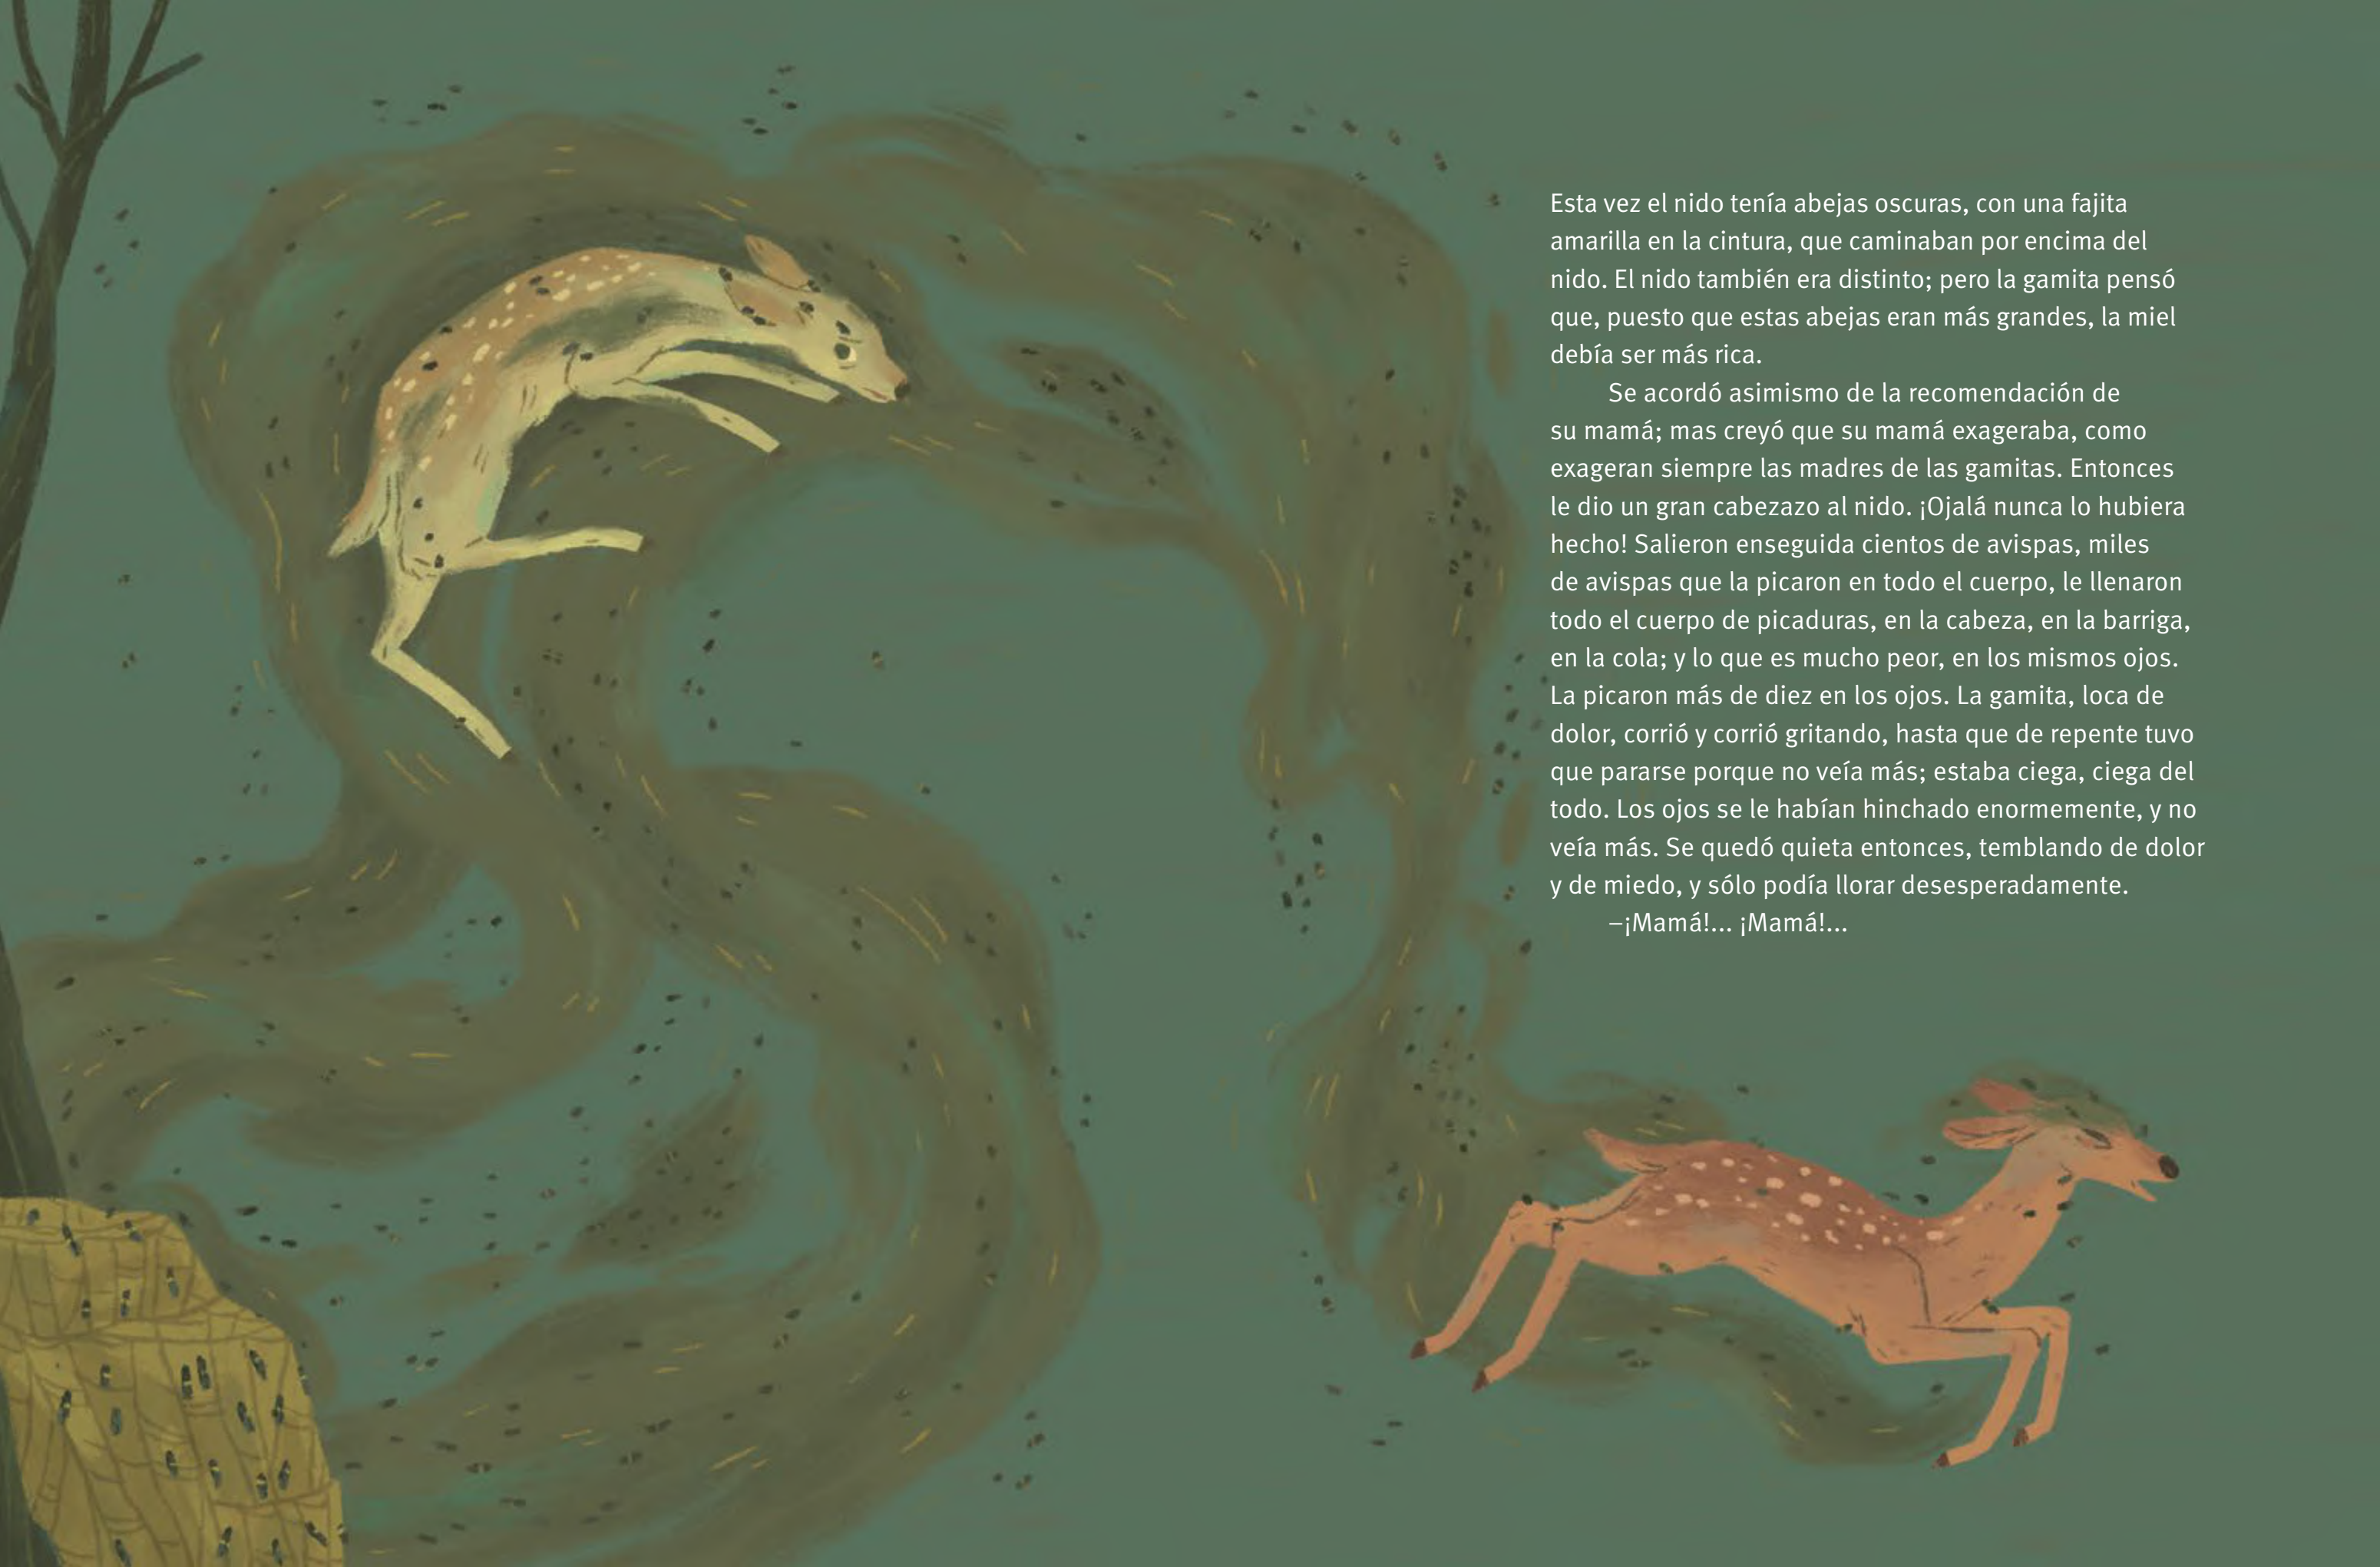 Esta vez el nido tenía abejas oscuras, con una fajita
amarilla en la cintura, que caminaban por encima del
nido. El nido también era distinto; pero la gamita pensó
que, puesto que estas abejas eran más grandes, la miel
debía ser más rica.
Se acordó asimismo de la recomendación de
su mamá; mas creyó que su mamá exageraba, como
exageran siempre las madres de las gamitas. Entonces
le dio un gran cabezazo al nido. ¡Ojalá nunca lo hubiera
hecho! Salieron enseguida cientos de avispas, miles
de avispas que la picaron en todo el cuerpo, le llenaron
todo el cuerpo de picaduras, en la cabeza, en la barriga,
en la cola; y lo que es mucho peor, en los mismos ojos.
La picaron más de diez en los ojos. La gamita, loca de
dolor, corrió y corrió gritando, hasta que de repente tuvo
que pararse porque no veía más; estaba ciega, ciega del
todo. Los ojos se le habían hinchado enormemente, y no
veía más. Se quedó quieta entonces, temblando de dolor
y de miedo, y sólo podía llorar desesperadamente.
–¡Mamá!... ¡Mamá!...